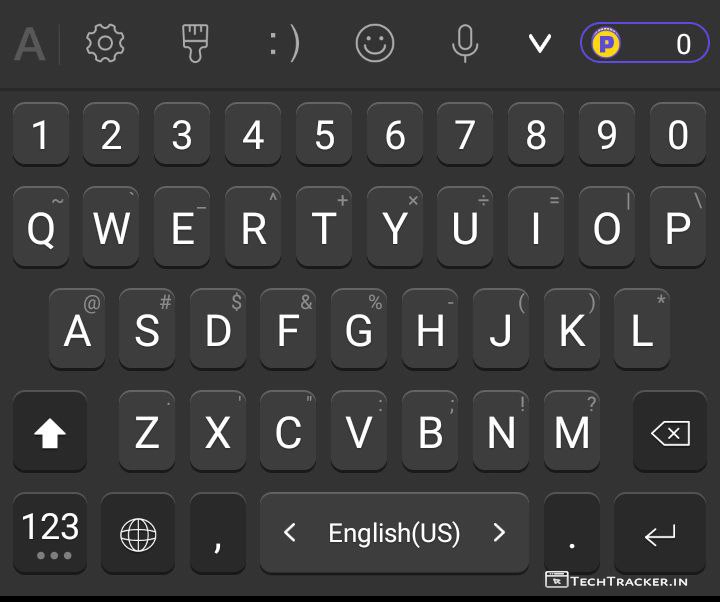 A : ) P 0
1 2 3 4 5 6 7 8 9 0
~ ` _ ^ + × ÷ = | \
Q W E R T Y U I O P
@ # $ & % - ( ) *
A S D F G H J K L
. ' " : ; ! ?
Z X C V B N M
123 , < English(US) > .
TECHTRACKER.IN